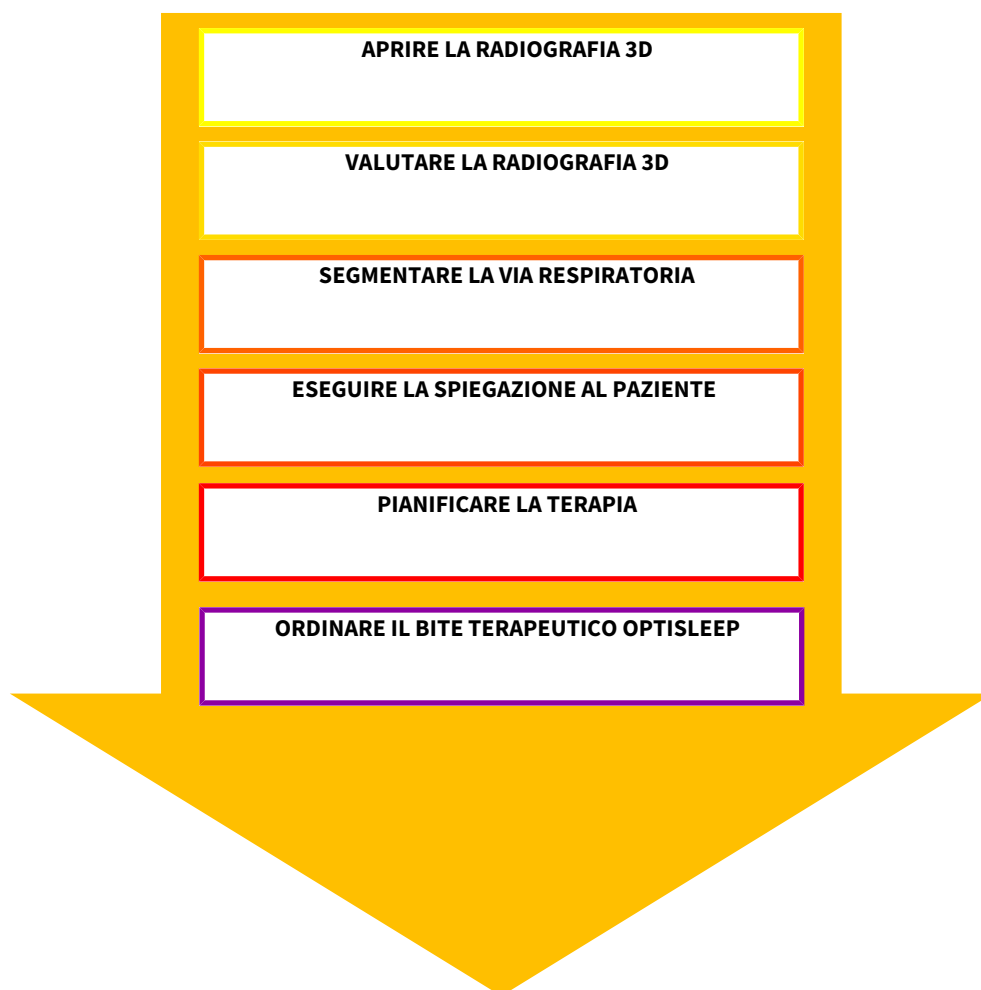 APRIRE LA RADIOGRAFIA 3D
VALUTARE LA RADIOGRAFIA 3D
SEGMENTARE LA VIA RESPIRATORIA
ESEGUIRE LA SPIEGAZIONE AL PAZIENTE
PIANIFICARE LA TERAPIA
ORDINARE IL BITE TERAPEUTICO OPTISLEEP